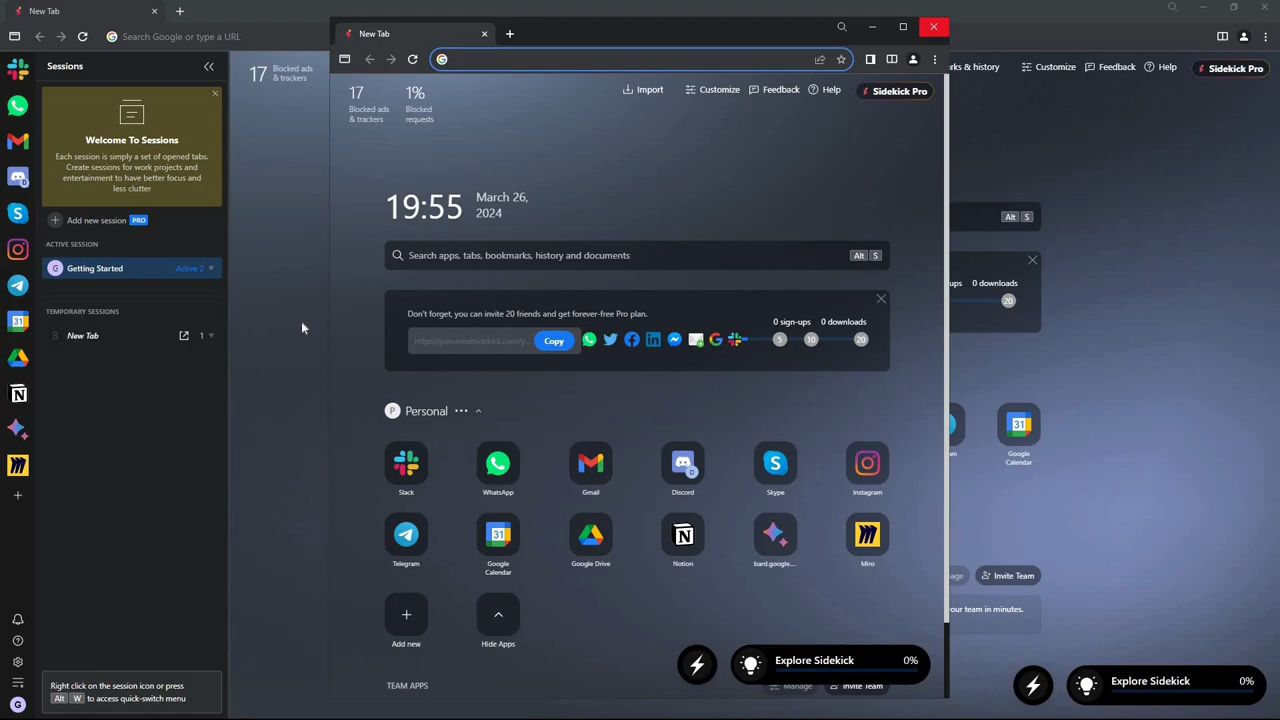 New Tab
Search Google or type a URL
Sessions
Welcome To Sessions
Each session is simply a set of opened tabs.
Create sessions for work projects and
entertainment to have better focus and
less clutter
Add new session PRO
ACTIVE SESSION
G Getting Started Active 2
TEMPORARY SESSIONS
New Tab 1
Right click on the session icon or press
Alt W to access quick-switch menu
17 Blocked ads
& trackers
New Tab
17
Blocked ads
& trackers
1%
Blocked
requests
Import
Customize
Feedback
Help
Sidekick Pro
19:55
March 26,
2024
Search apps, tabs, bookmarks, history and documents
Alt S
Don't forget, you can invite 20 friends and get forever-free Pro plan.
Copy
0 sign-ups 0 downloads
5 10 20
P Personal
Slack
WhatsApp
Gmail
Discord
Skype
Instagram
Telegram
Google
Calendar
Google Drive
Notion
bard.google....
Miro
Add new
Hide Apps
TEAM APPS
Manage
Invite Team
Explore Sidekick 0%
rks & history
Customize
Feedback
Help
Sidekick Pro
Alt S
ups 0 downloads
20
am
31
Google
Calendar
age
Invite Team
your team in minutes.
Explore Sidekick 0%